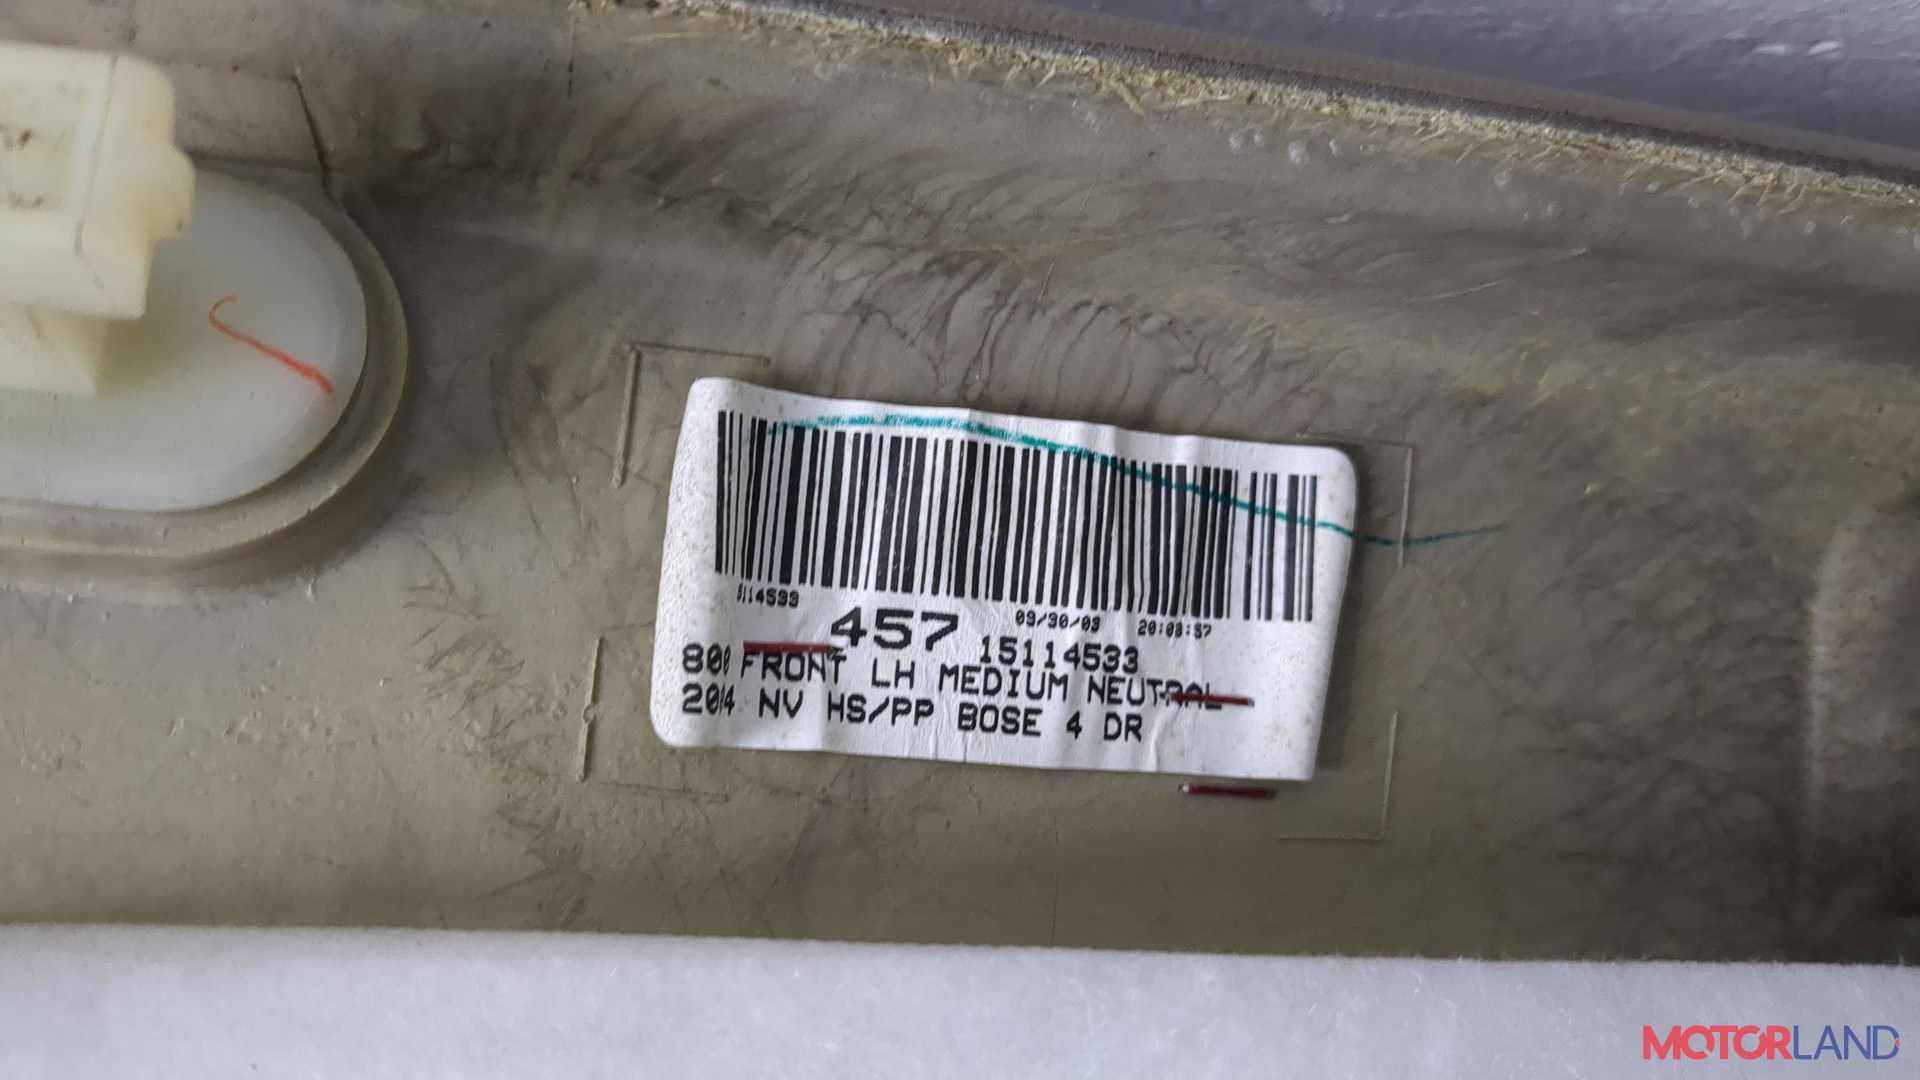 5114533
457 09/30/03 20:03:57
15114533
800 FRONT LH MEDIUM NEUTRAL
204 NV HS/PP BOSE 4 DR
MOTORLAND